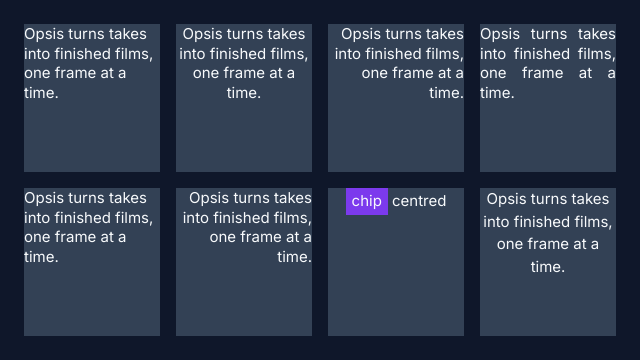 Opsis turns takes
into finished films,
one frame at a
time.
Opsis turns takes
into finished films,
one frame at a
time.
Opsis turns takes
into finished films,
one frame at a
time.
Opsis turns takes
into finished films,
one frame at a
time.
Opsis turns takes
into finished films,
one frame at a
time.
Opsis turns takes
into finished films,
one frame at a
time.
chip centred
Opsis turns takes
into finished films,
one frame at a
time.